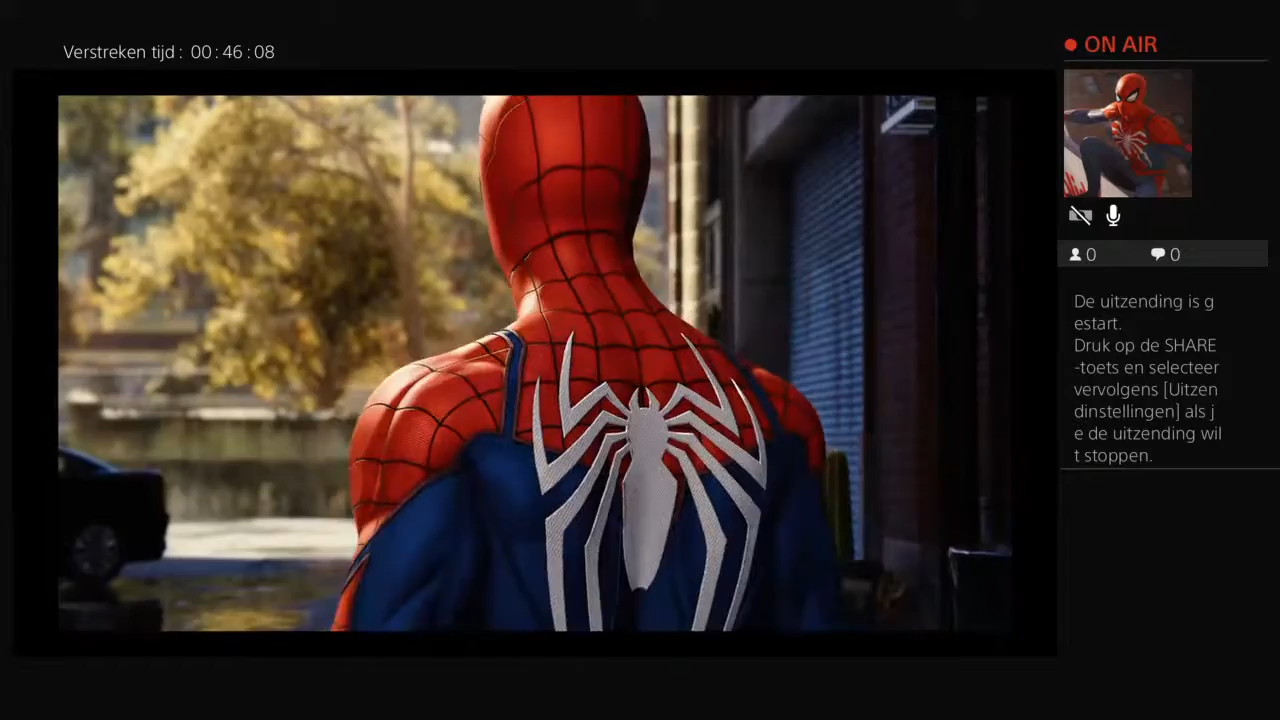 Verstreken tijd : 00 : 46 : 08
ON AIR
0
0
De uitzending is g
estart.
Druk op de SHARE
-toets en selecteer
vervolgens [Uitzen
dinstellingen] als j
e de uitzending wil
t stoppen.